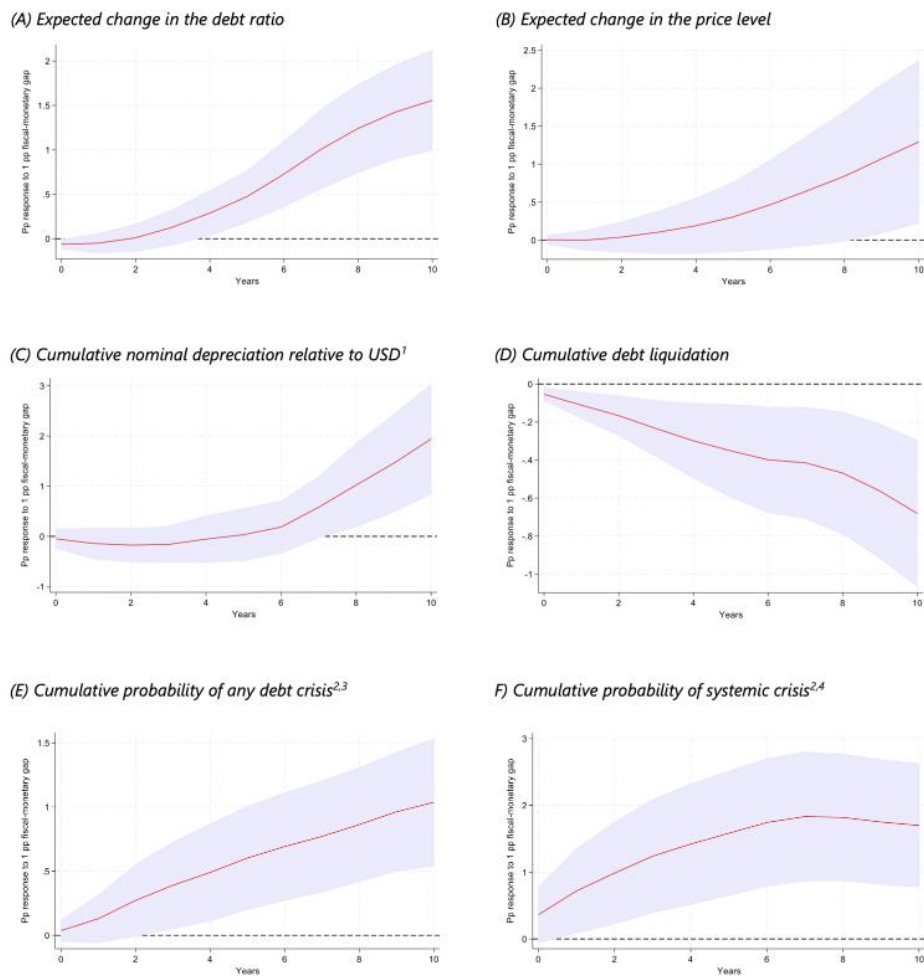 (A) Expected change in the debt ratio
Pp response to 1 pp fiscal-monetary gap
2
1.5
1
.5
0
0 2 4 6 8 10
Years
(B) Expected change in the price level
Pp response to 1 pp fiscal-monetary gap
2.5
2
1.5
1
.5
0
0 2 4 6 8 10
Years
(C) Cumulative nominal depreciation relative to USD¹
Pp response to 1 pp fiscal-monetary gap
3
2
1
0
-1
0 2 4 6 8 10
Years
(D) Cumulative debt liquidation
Pp response to 1 pp fiscal-monetary gap
0
-.2
-.4
-.6
-.8
-1
0 2 4 6 8 10
Years
(E) Cumulative probability of any debt crisis²,³
Pp response to 1 pp fiscal-monetary gap
1.5
1
.5
0
0 2 4 6 8 10
Years
F) Cumulative probability of systemic crisis²,⁴
Pp response to 1 pp fiscal-monetary gap
3
2
1
0
0 2 4 6 8 10
Years